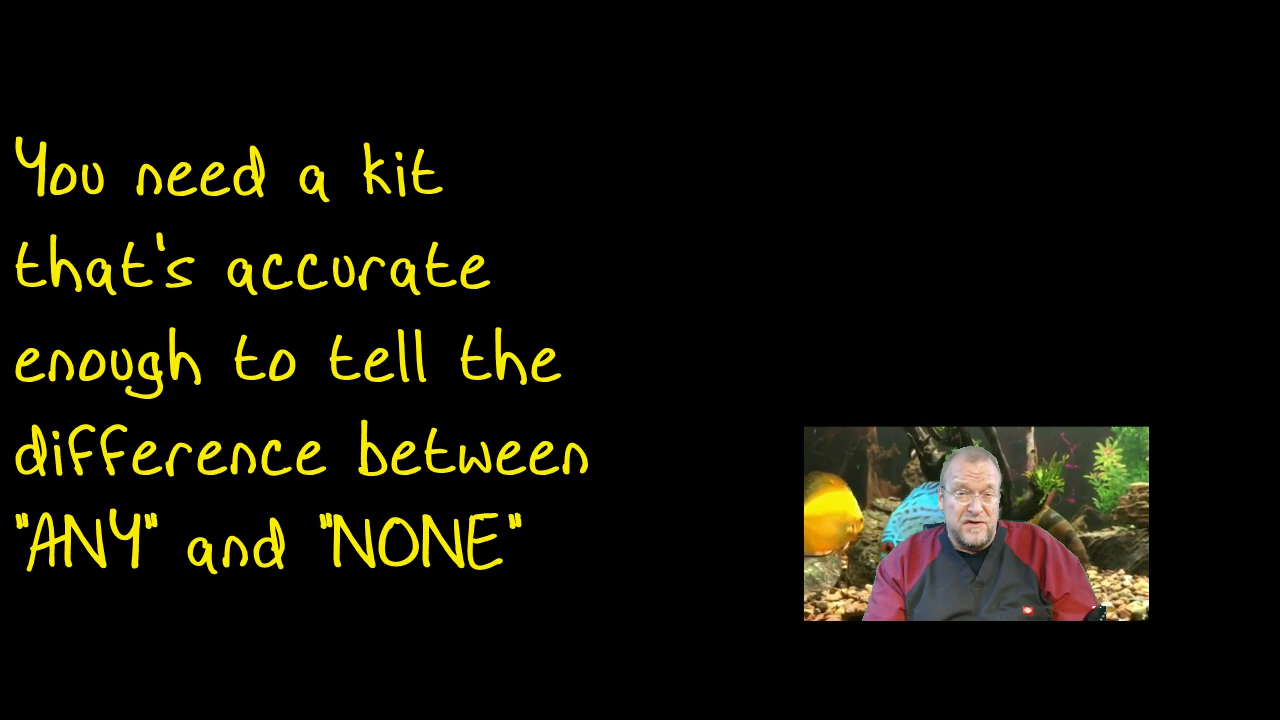 You need a kit
that's accurate
enough to tell the
difference between
"ANY" and "NONE"